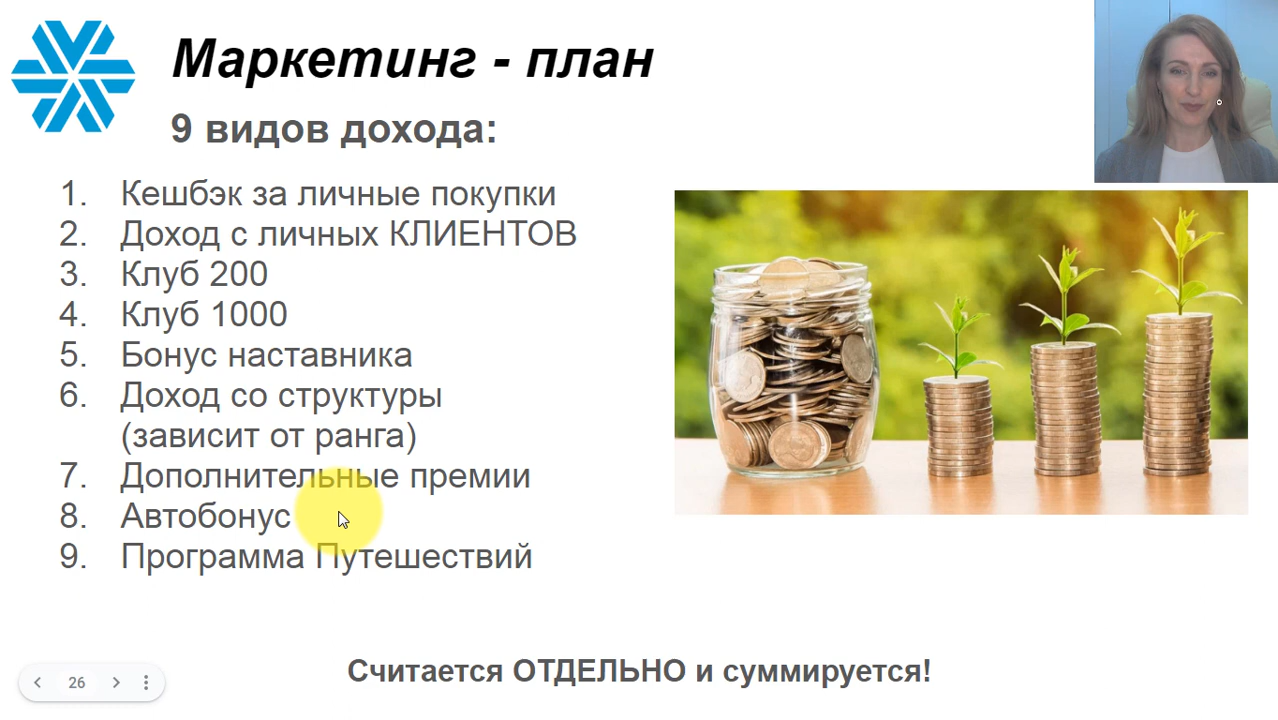 Маркетинг - план
9 видов дохода:
1. Кешбэк за личные покупки
2. Доход с личных КЛИЕНТОВ
3. Клуб 200
4. Клуб 1000
5. Бонус наставника
6. Доход со структуры
(зависит от ранга)
7. Дополнительные премии
8. Автобонус
9. Программа Путешествий
Считается ОТДЕЛЬНО и суммируется!
26